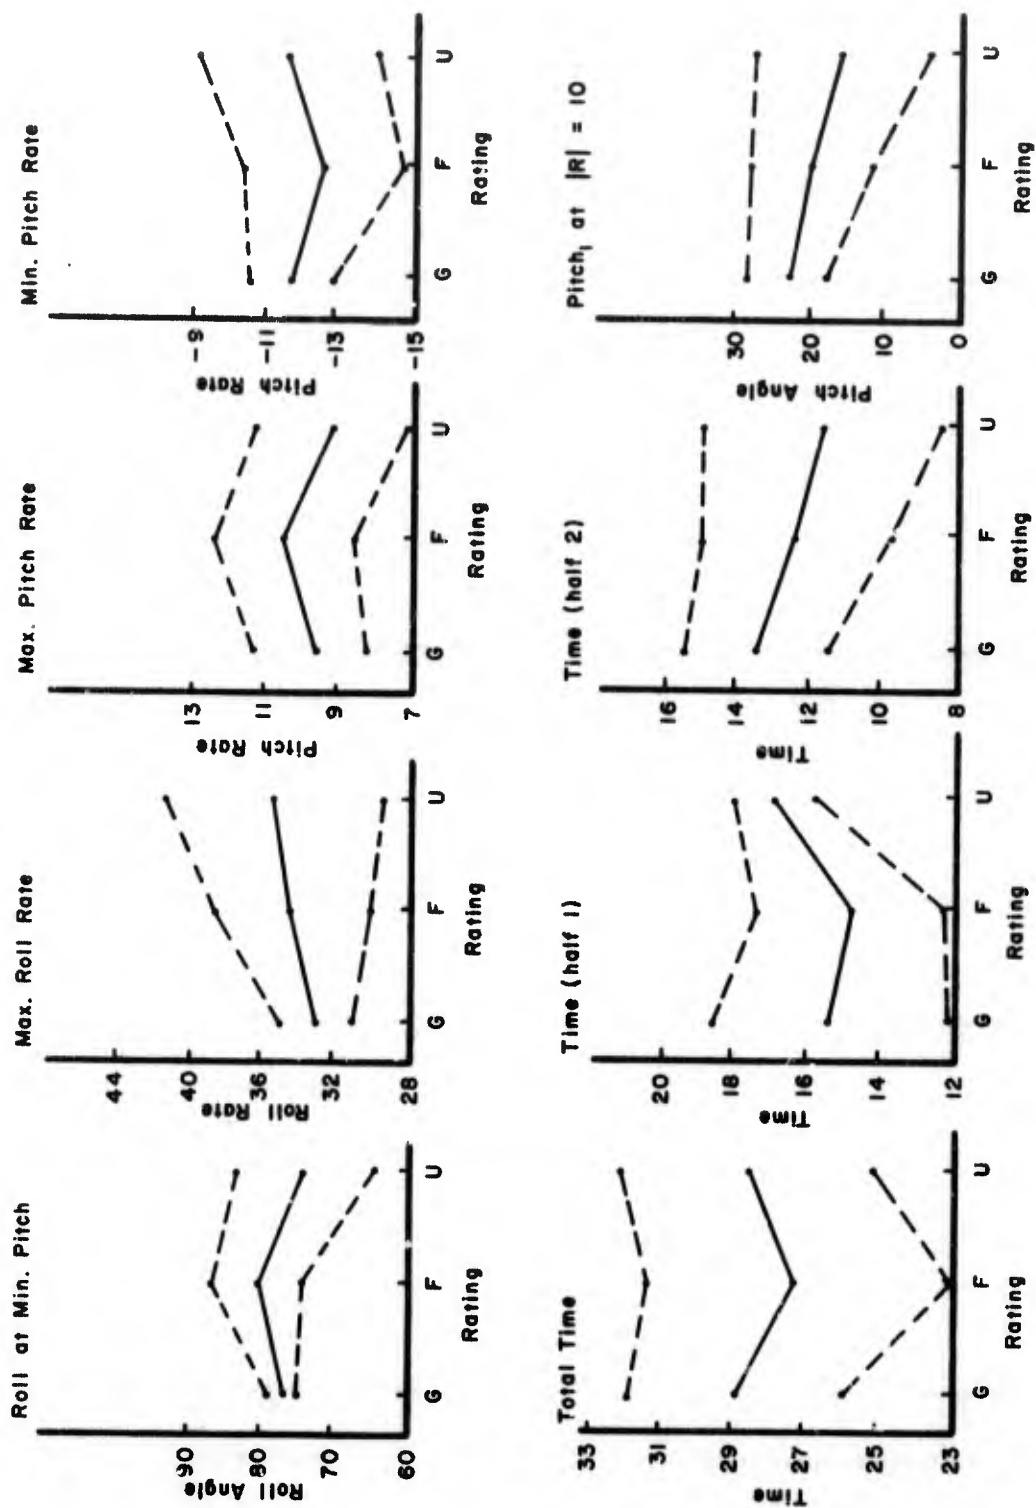 Roll at Min. Pitch
Roll Angle
90
80
70
60
G F U
Rating
Max. Roll Rate
Roll Rate
44
40
36
32
28
G F U
Rating
Max. Pitch Rate
Pitch Rate
13
11
9
7
G F U
Rating
Min. Pitch Rate
Pitch Rate
-9
-11
-13
-15
G F U
Rating
Total Time
Time
33
31
29
27
25
23
G F U
Rating
Time (half 1)
Time
20
18
16
14
12
G F U
Rating
Time (half 2)
Time
16
14
12
10
8
G F U
Rating
Pitch₁ at |R| = 10
Pitch Angle
30
20
10
0
G F U
Rating